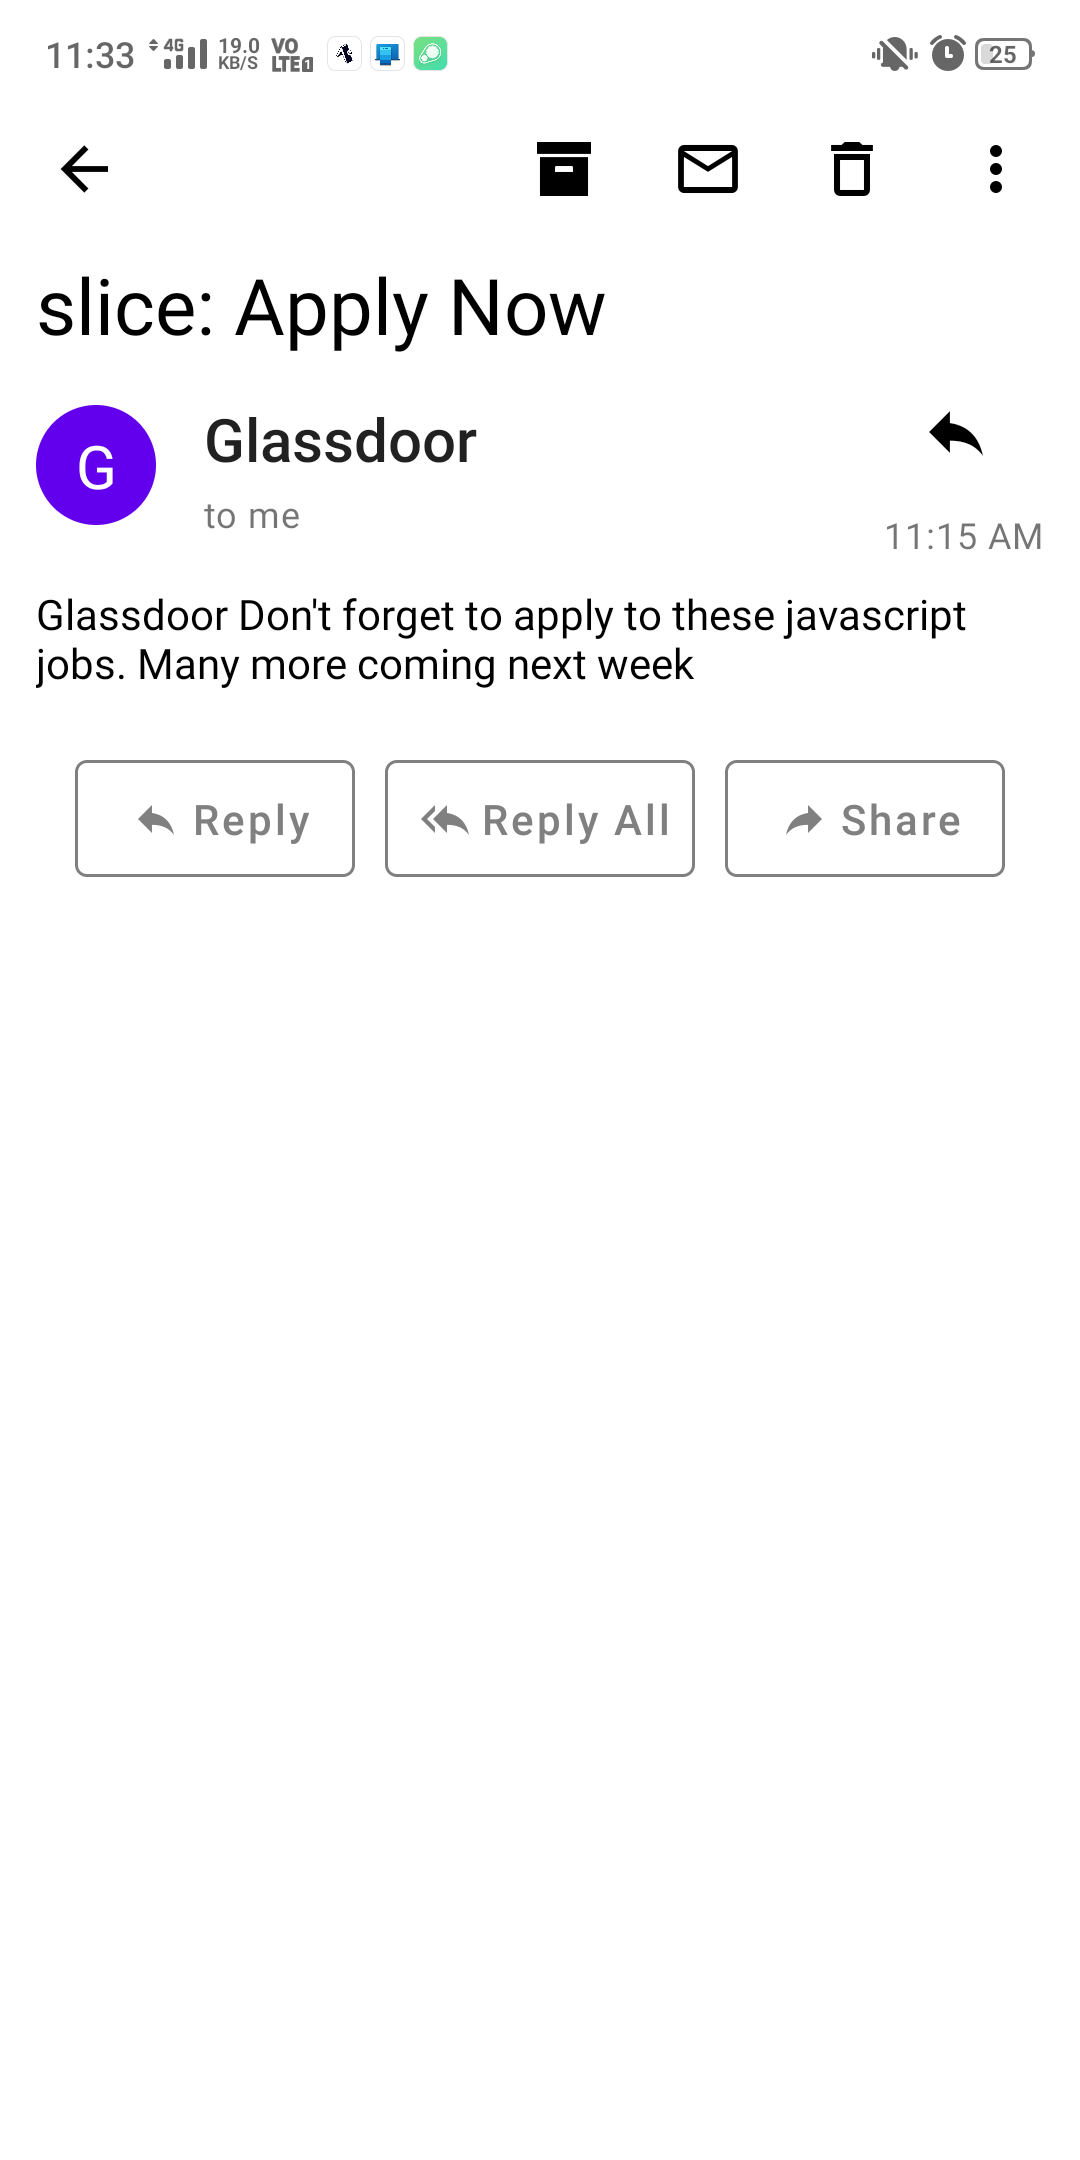 11:33 4G 19.0 KB/S VO LTE 1 25
slice: Apply Now
G Glassdoor
to me
11:15 AM
Glassdoor Don't forget to apply to these javascript
jobs. Many more coming next week
Reply Reply All Share